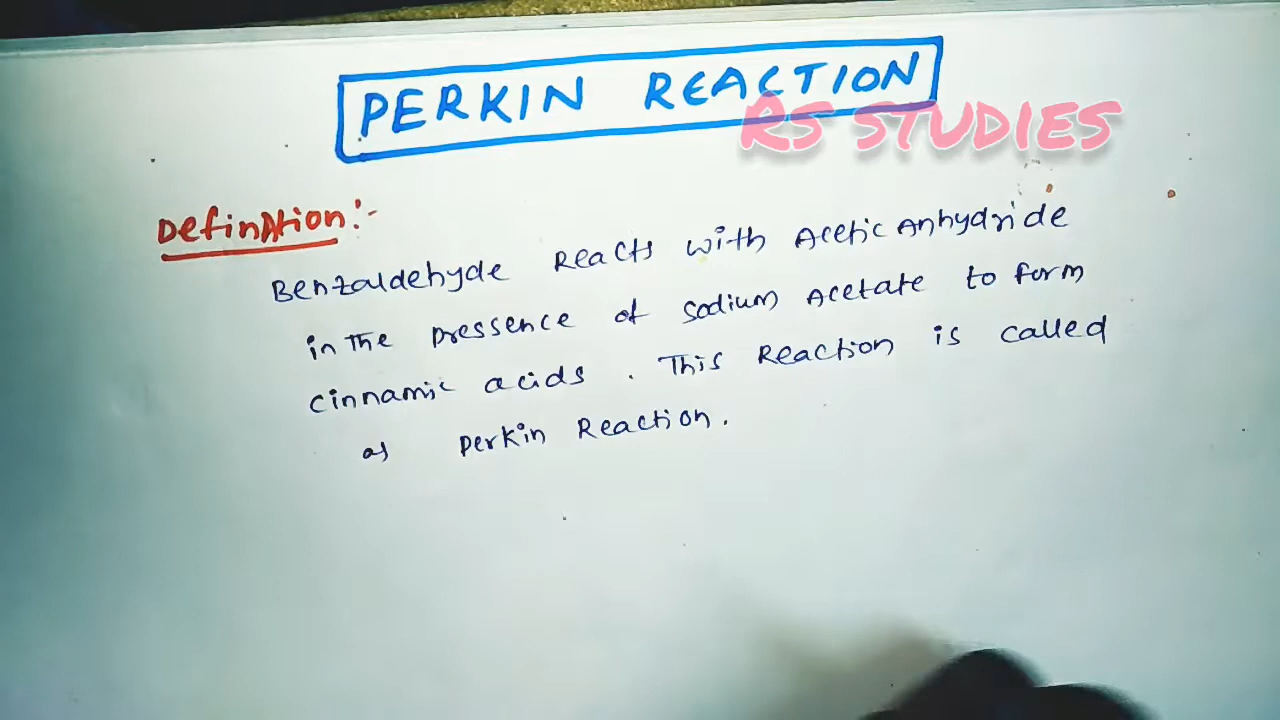 PERKIN REACTION
RS STUDIES
Defination:-
Benzaldehyde Reacts with Acetic Anhydride
in the pressence of sodium Acetate to form
cinnamic acids. This Reaction is called
as perkin Reaction.